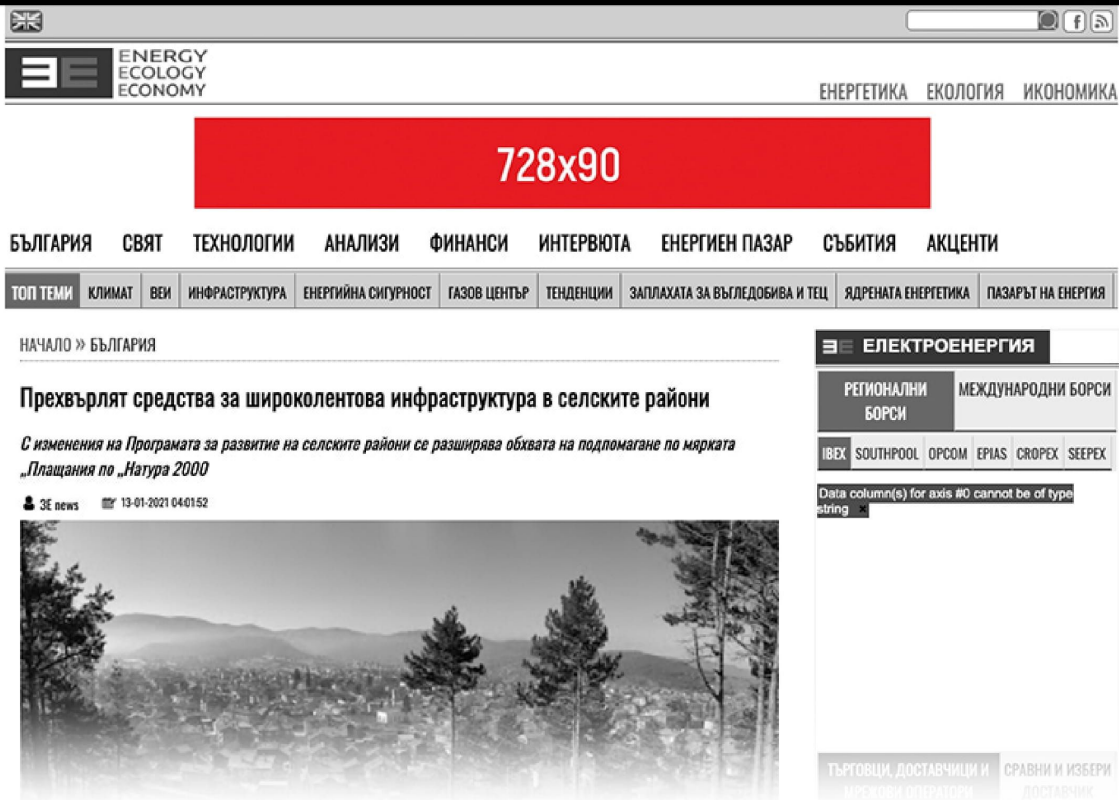 ENERGY
ECOLOGY
ECONOMY
ЕНЕРГЕТИКА ЕКОЛОГИЯ ИКОНОМИКА
728x90
БЪЛГАРИЯ СВЯТ ТЕХНОЛОГИИ АНАЛИЗИ ФИНАНСИ ИНТЕРВЮТА ЕНЕРГИЕН ПАЗАР СЪБИТИЯ АКЦЕНТИ
ТОП ТЕМИ КЛИМАТ ВЕИ ИНФРАСТРУКТУРА ЕНЕРГИЙНА СИГУРНОСТ ГАЗОВ ЦЕНТЪР ТЕНДЕНЦИИ ЗАПЛАХАТА ЗА ВЪГЛЕДОБИВА И ТЕЦ ЯДРЕНАТА ЕНЕРГЕТИКА ПАЗАРЪТ НА ЕНЕРГИЯ
НАЧАЛО » БЪЛГАРИЯ
Прехвърлят средства за широколентова инфраструктура в селските райони
С изменения на Програмата за развитие на селските райони се разширява обхвата на подпомагане по мярката
„Плащания по „Натура 2000
3E news 13-01-2021 04:01:52
3E ЕЛЕКТРОЕНЕРГИЯ
РЕГИОНАЛНИ
БОРСИ
МЕЖДУНАРОДНИ БОРСИ
IBEX SOUTHPOOL OPCOM EPIAS CROPEX SEEPEX
Data column(s) for axis #0 cannot be of type
string ×
ТЪРГОВЦИ, ДОСТАВЧИЦИ И
МРЕЖОВИ ОПЕРАТОРИ
СРАВНИ И ИЗБЕРИ
ДОСТАВЧИК